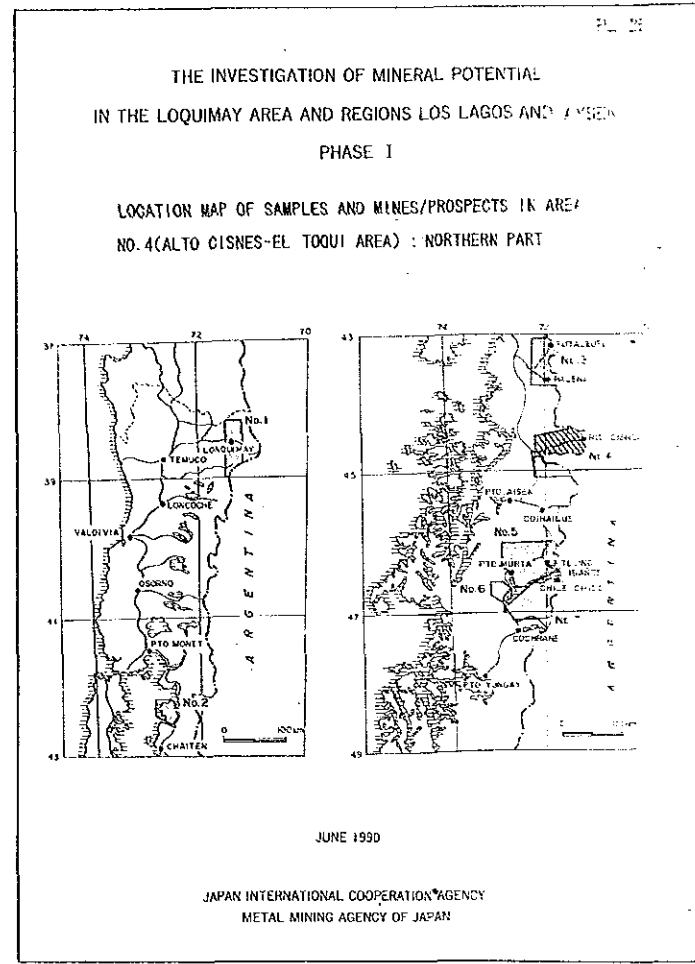 THE INVESTIGATION OF MINERAL POTENTIAL
IN THE LOQUIMAY AREA AND REGIONS LOS LAGOS AND
PHASE I
LOCATION MAP OF SAMPLES AND MINES/PROSPECTS IN AREA
NO.4(ALTO CISNES-EL TOQUI AREA) : NORTHERN PART
74
72
70
37
No.1
LONQUIMAY
TEMUCO
39
LONCOCHE
VALDIVIA
OSORNO
41
PTO MONTT
ARGENTINA
No.2
0
100km
CHAITEN
43
74
72
43
No.3
PALENA
No.4
45
PTO. AISEN
COIHAIQUE
No.5
PTO. MURTA
No.6
CHILE CHICO
47
COCHRANE
ARGENTINA
PTO YUNGAY
49
JUNE 1990
JAPAN INTERNATIONAL COOPERATION AGENCY
METAL MINING AGENCY OF JAPAN